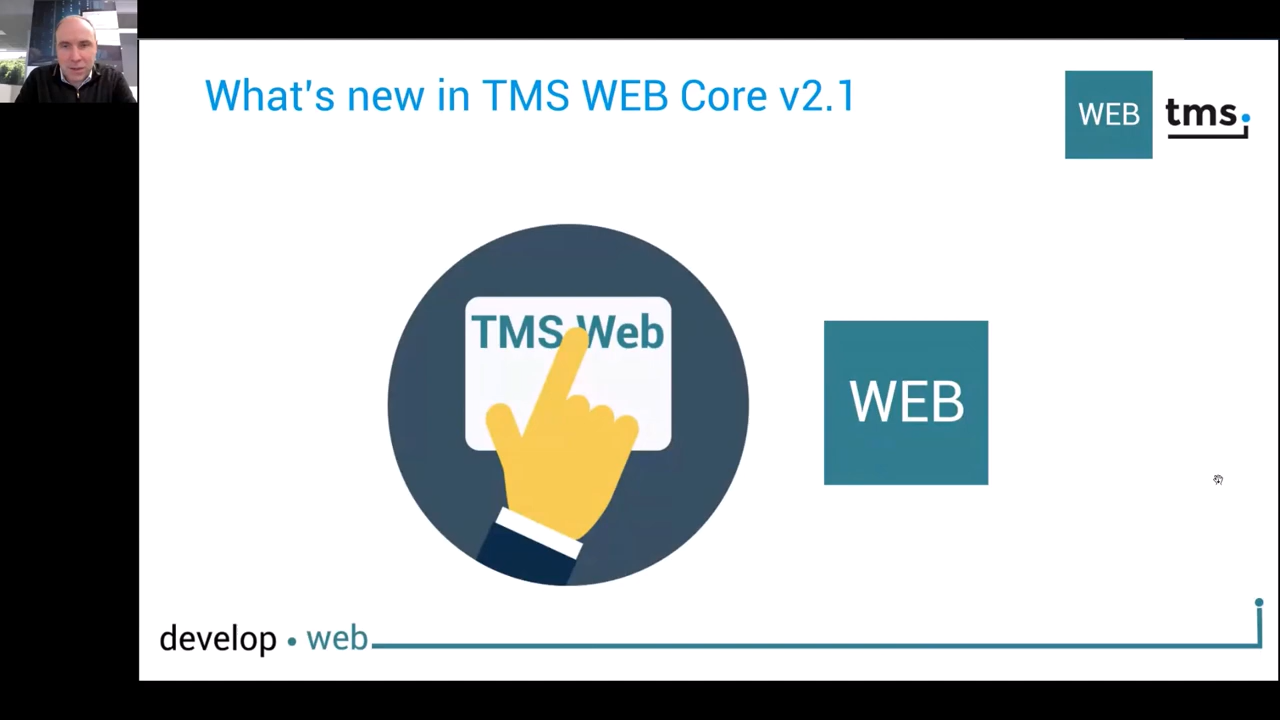 What's new in TMS WEB Core v2.1
WEB tms.
TMS Web
WEB
develop • web